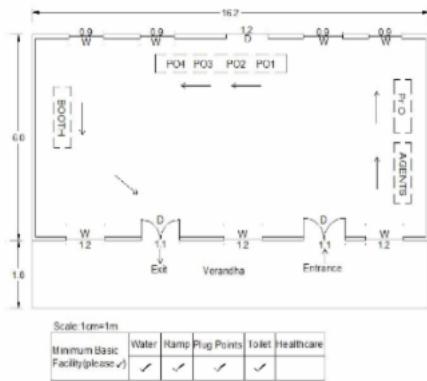 16.2
0.9 0.9 1.2 0.9 0.9
W W D W W
PO4 PO3 PO2 PO1
BOOTH
Pr O
AGENTS
6.0
W D W D W
1.2 1.1 1.2 1.1 1.2
Exit Verandha Entrance
1.8
Scale:1cm=1m
Minimum Basic Facility(please ✓) Water Ramp Plug Points Toilet Healthcare
✓ ✓ ✓ ✓